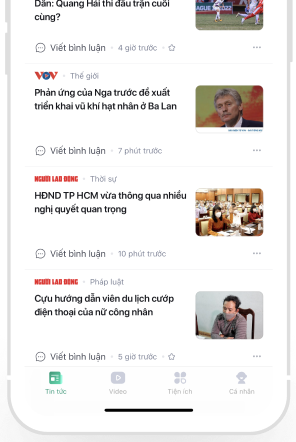 Dân: Quang Hải thi đấu trận cuối
cùng?
Viết bình luận · 4 giờ trước
VOV · Thế giới
Phản ứng của Nga trước đề xuất
triển khai vũ khí hạt nhân ở Ba Lan
Viết bình luận · 7 phút trước
NGƯỜI LAO ĐỘNG · Thời sự
HĐND TP HCM vừa thông qua nhiều
nghị quyết quan trọng
Viết bình luận · 10 phút trước
NGƯỜI LAO ĐỘNG · Pháp luật
Cựu hướng dẫn viên du lịch cướp
điện thoại của nữ công nhân
Viết bình luận · 5 giờ trước
Tin tức Video Tiện ích Cá nhân